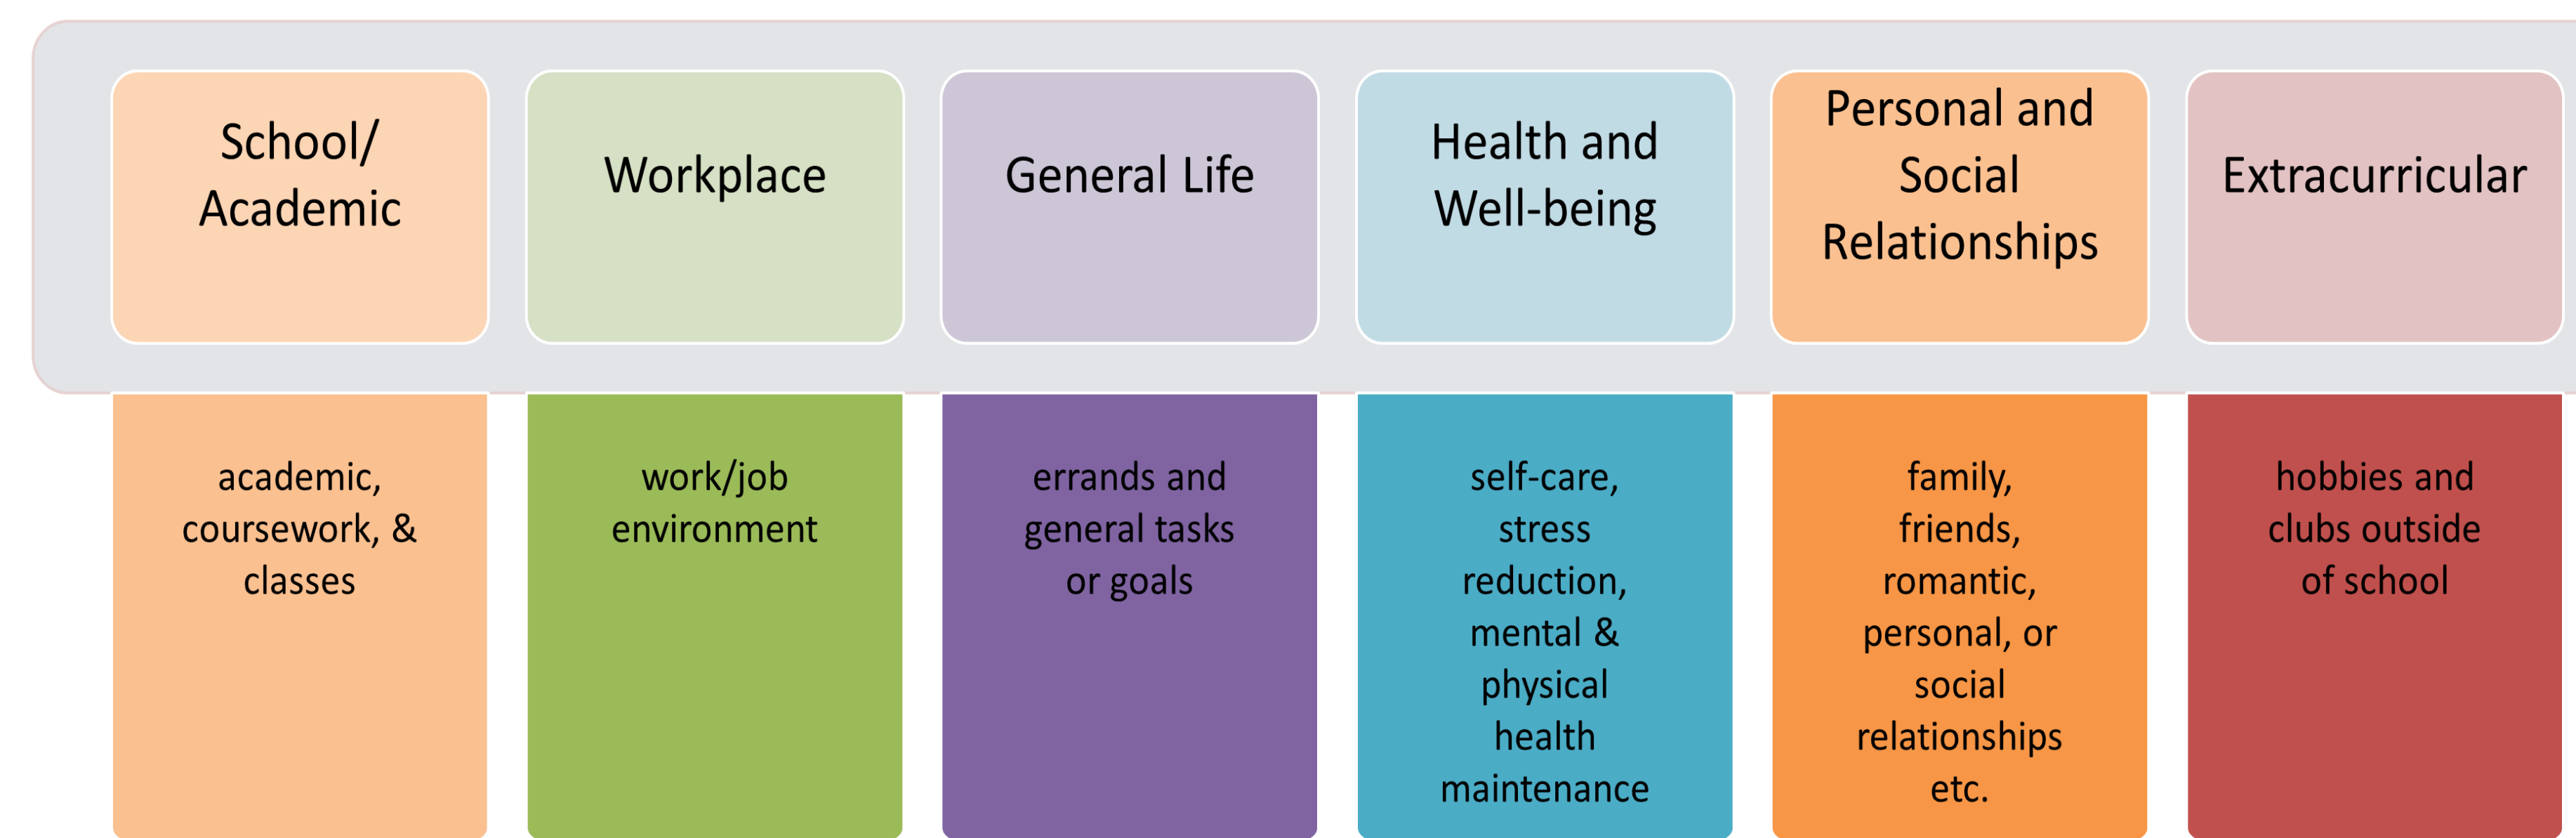 School/
Academic
Workplace
General Life
Health and
Well-being
Personal and
Social
Relationships
Extracurricular
academic,
coursework, &
classes
work/job
environment
errands and
general tasks
or goals
self-care,
stress
reduction,
mental &
physical
health
maintenance
family,
friends,
romantic,
personal, or
social
relationships
etc.
hobbies and
clubs outside
of school